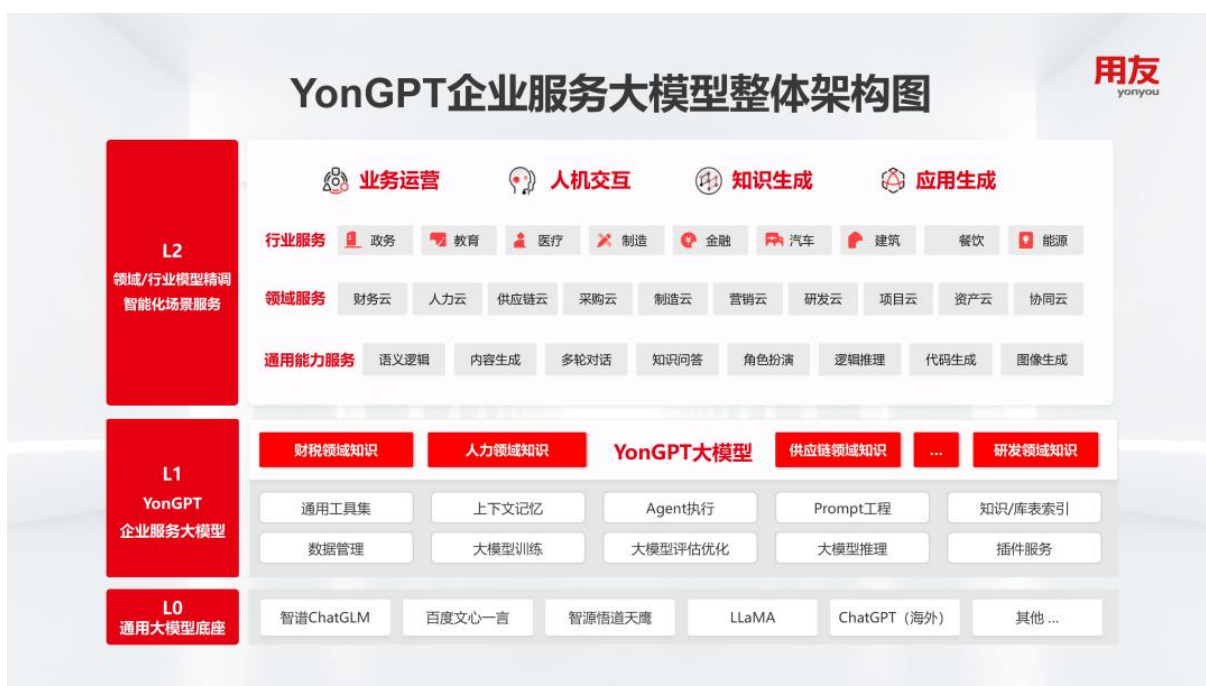 YonGPT企业服务大模型整体架构图
用友
yonyou
L2
领域/行业模型精调
智能化场景服务
业务运营 人机交互 知识生成 应用生成
行业服务 政务 教育 医疗 制造 金融 汽车 建筑 餐饮 能源
领域服务 财务云 人力云 供应链云 采购云 制造云 营销云 研发云 项目云 资产云 协同云
通用能力服务 语义逻辑 内容生成 多轮对话 知识问答 角色扮演 逻辑推理 代码生成 图像生成
L1
YonGPT
企业服务大模型
财税领域知识 人力领域知识 YonGPT大模型 供应链领域知识 ... 研发领域知识
通用工具集 上下文记忆 Agent执行 Prompt工程 知识/库表索引
数据管理 大模型训练 大模型评估优化 大模型推理 插件服务
L0
通用大模型底座
智谱ChatGLM 百度文心一言 智源悟道天鹰 LLaMA ChatGPT（海外） 其他 ...